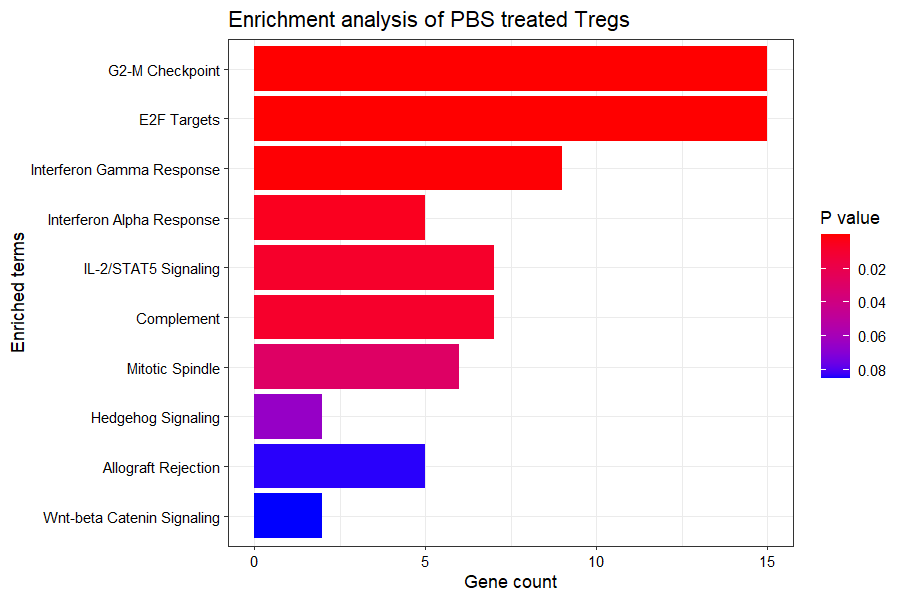 Enrichment analysis of PBS treated Tregs
Enriched terms
G2-M Checkpoint
E2F Targets
Interferon Gamma Response
Interferon Alpha Response
IL-2/STAT5 Signaling
Complement
Mitotic Spindle
Hedgehog Signaling
Allograft Rejection
Wnt-beta Catenin Signaling
0 5 10 15
Gene count
P value
0.02
0.04
0.06
0.08